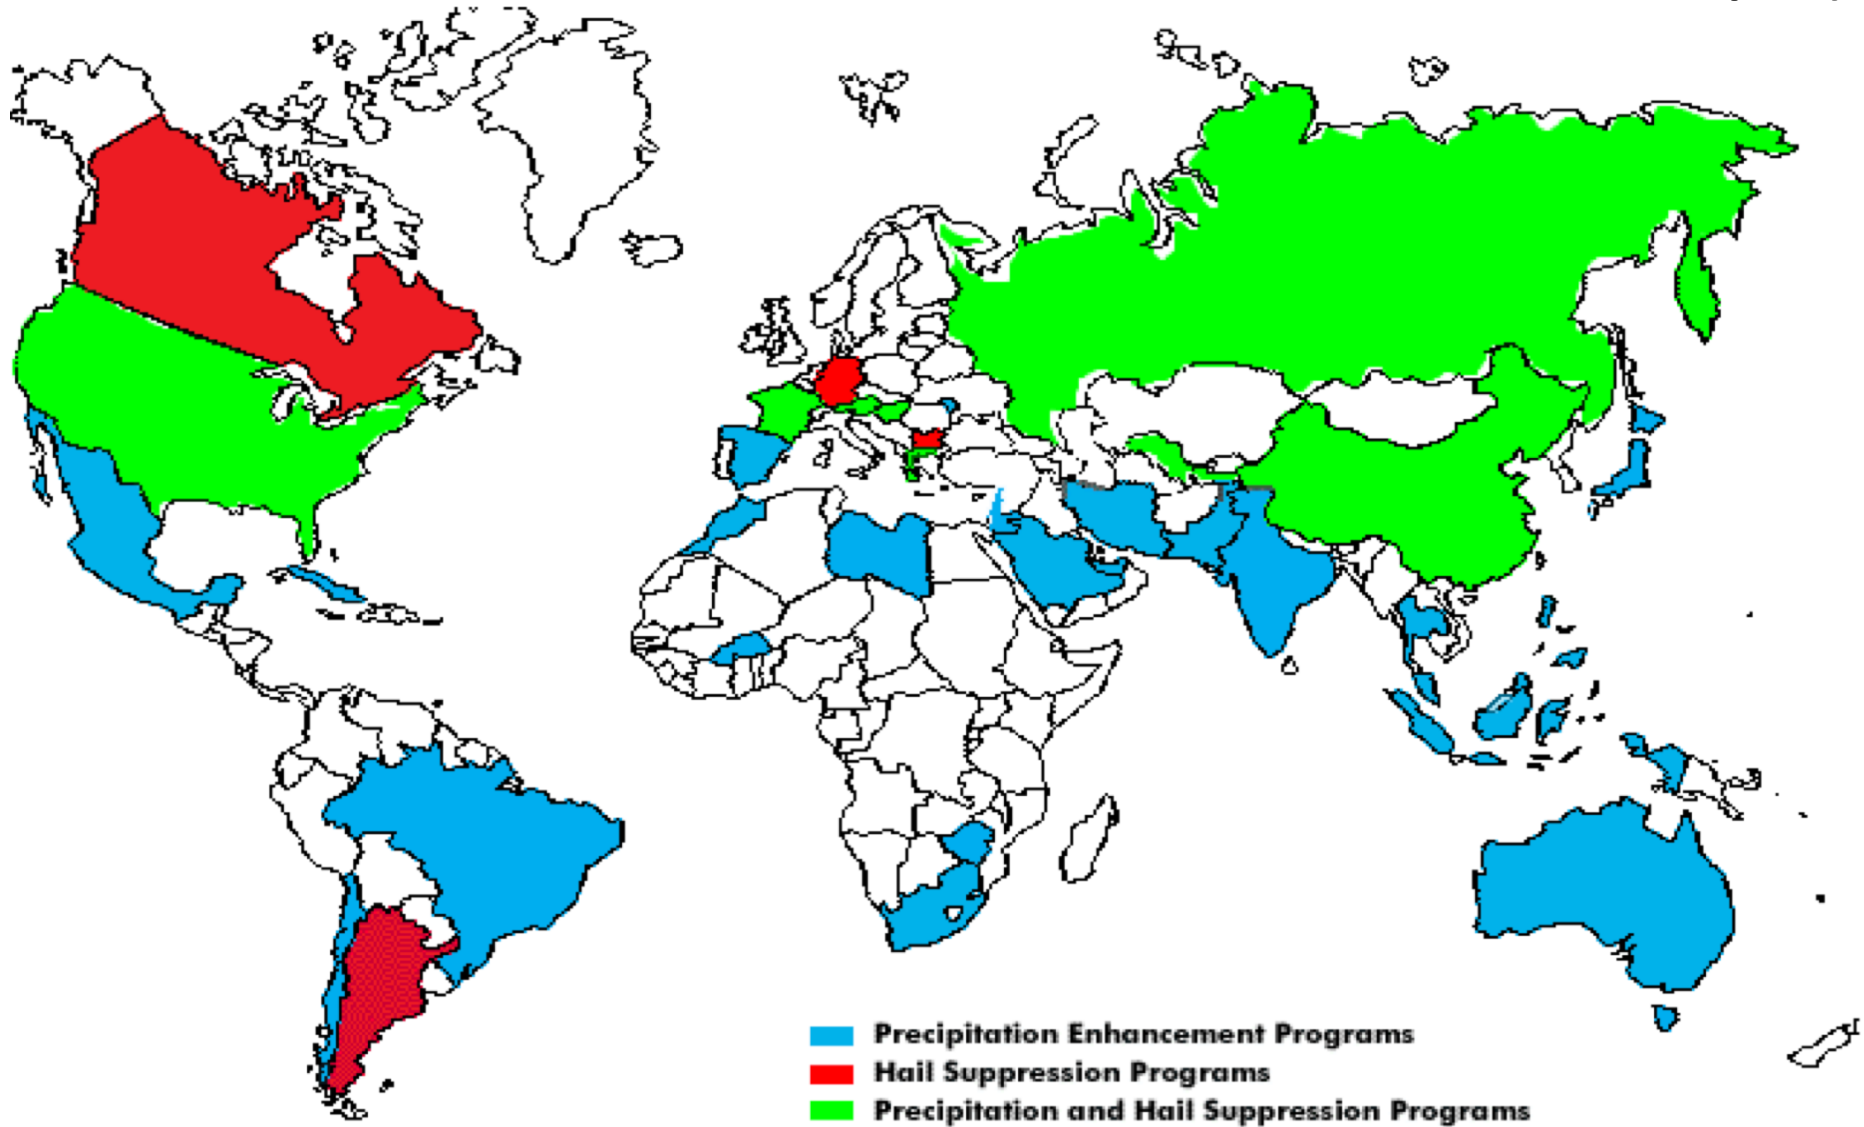 Precipitation Enhancement Programs
Hail Suppression Programs
Precipitation and Hail Suppression Programs